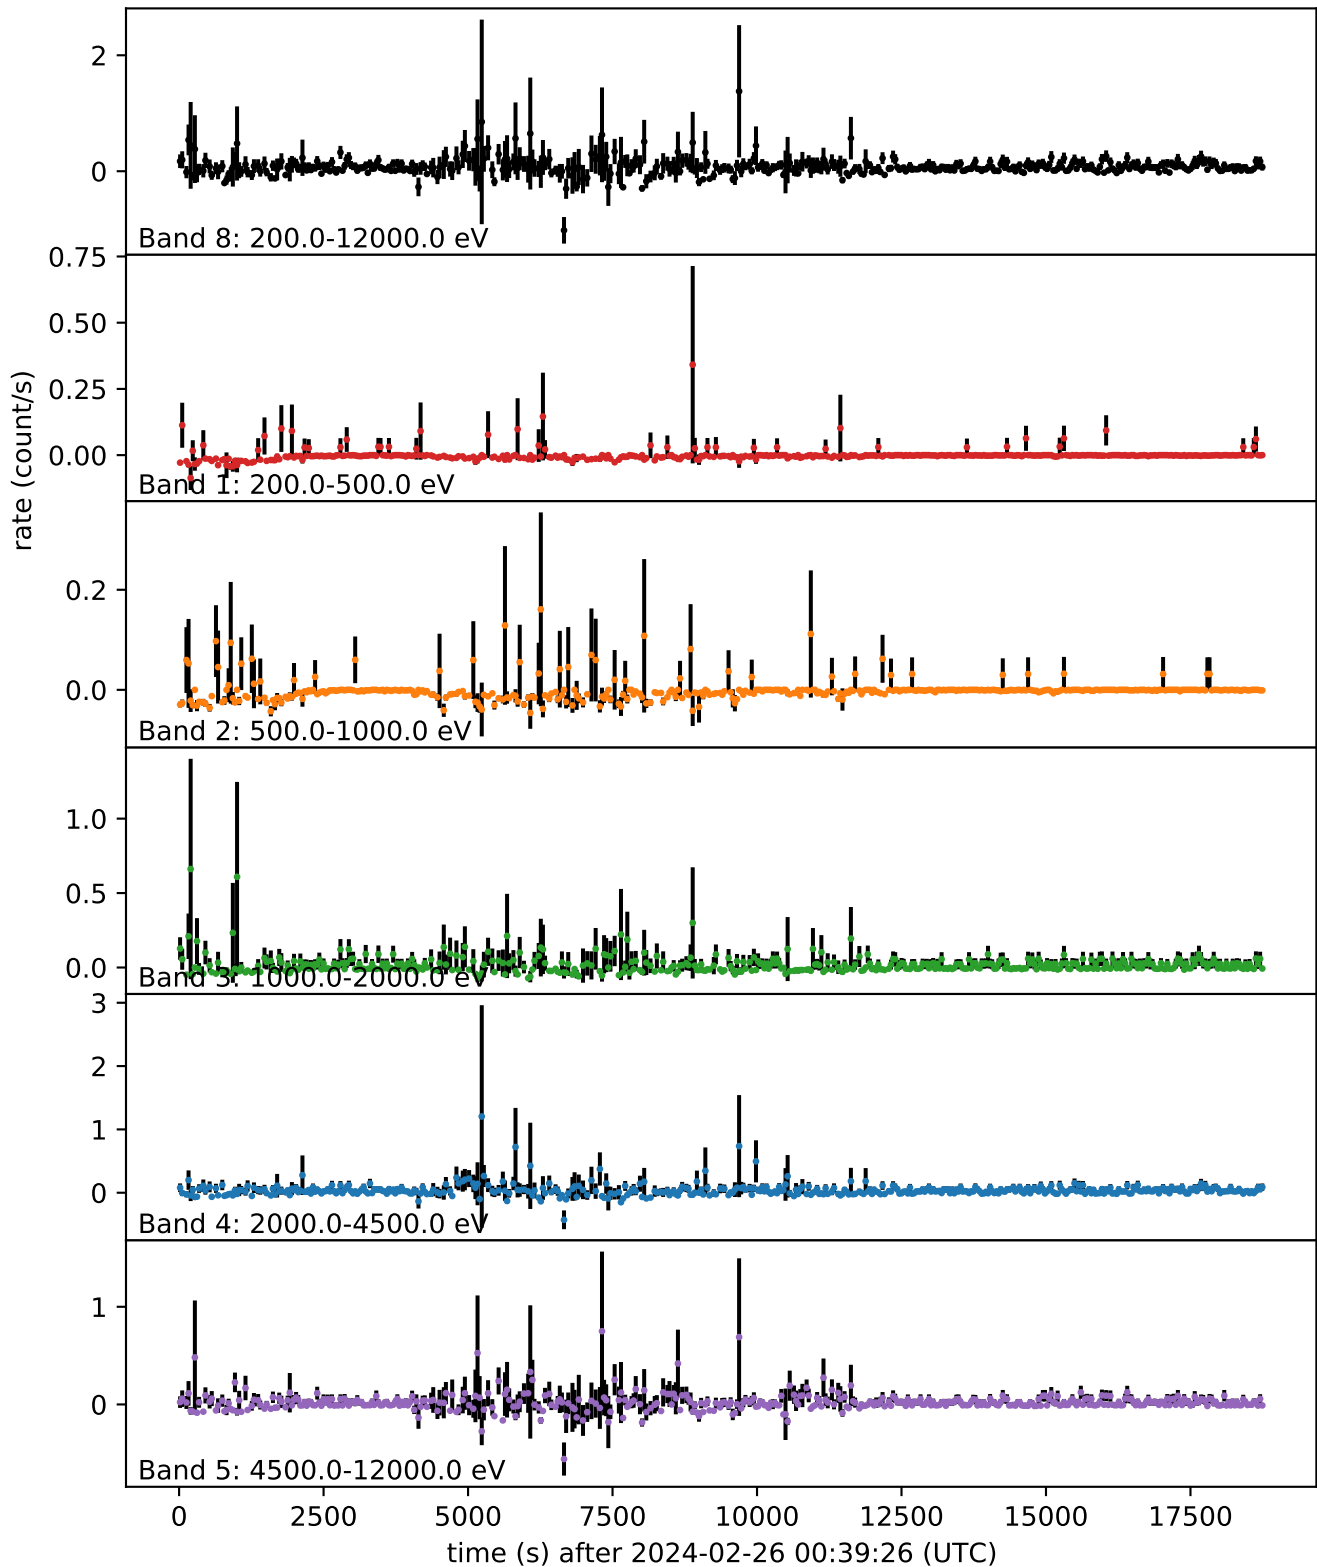 2
0
Band 8: 200.0-12000.0 eV
0.75
0.50
0.25
0.00
Band 1: 200.0-500.0 eV
rate (count/s)
0.2
0.0
Band 2: 500.0-1000.0 eV
1.0
0.5
0.0
Band 3: 1000.0-2000.0 eV
3
2
1
0
Band 4: 2000.0-4500.0 eV
1
0
Band 5: 4500.0-12000.0 eV
0 2500 5000 7500 10000 12500 15000 17500
time (s) after 2024-02-26 00:39:26 (UTC)